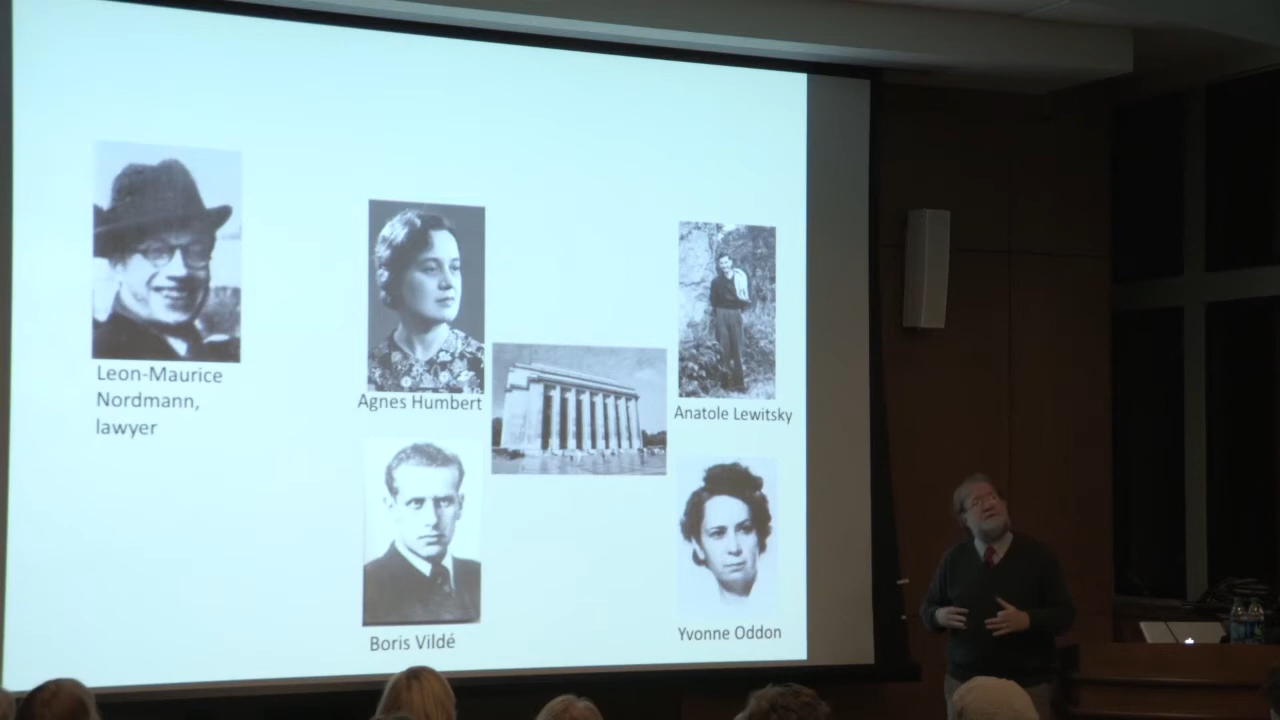 Leon-Maurice
Nordmann,
lawyer
Agnes Humbert
Anatole Lewitsky
Boris Vildé
Yvonne Oddon